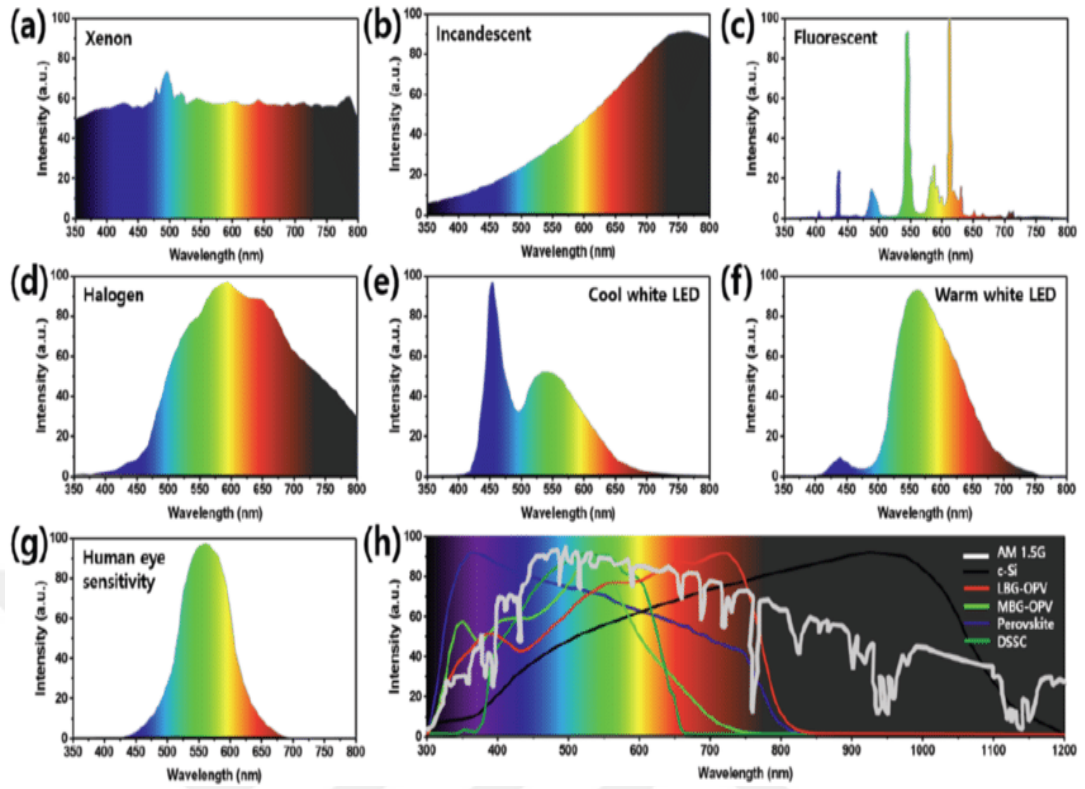 (a)
Xenon
100
80
60
40
20
0
Intensity (a.u.)
350 400 450 500 550 600 650 700 750 800
Wavelength (nm)
(b)
Incandescent
100
80
60
40
20
0
Intensity (a.u.)
350 400 450 500 550 600 650 700 750 800
Wavelength (nm)
(c)
Fluorescent
100
80
60
40
20
0
Intensity (a.u.)
350 400 450 500 550 600 650 700 750 800
Wavelength (nm)
(d)
Halogen
100
80
60
40
20
0
Intensity (a.u.)
350 400 450 500 550 600 650 700 750 800
Wavelength (nm)
(e)
Cool white LED
100
80
60
40
20
0
Intensity (a.u.)
350 400 450 500 550 600 650 700 750 800
Wavelength (nm)
(f)
Warm white LED
100
80
60
40
20
0
Intensity (a.u.)
350 400 450 500 550 600 650 700 750 800
Wavelength (nm)
(g)
Human eye
sensitivity
100
80
60
40
20
0
Intensity (a.u.)
350 400 450 500 550 600 650 700 750 800
Wavelength (nm)
(h)
100
80
60
40
20
0
Intensity (a.u.)
AM 1.5G
c-Si
LBG-OPV
MBG-OPV
Perovskite
DSSC
300 400 500 600 700 800 900 1000 1100 1200
Wavelength (nm)